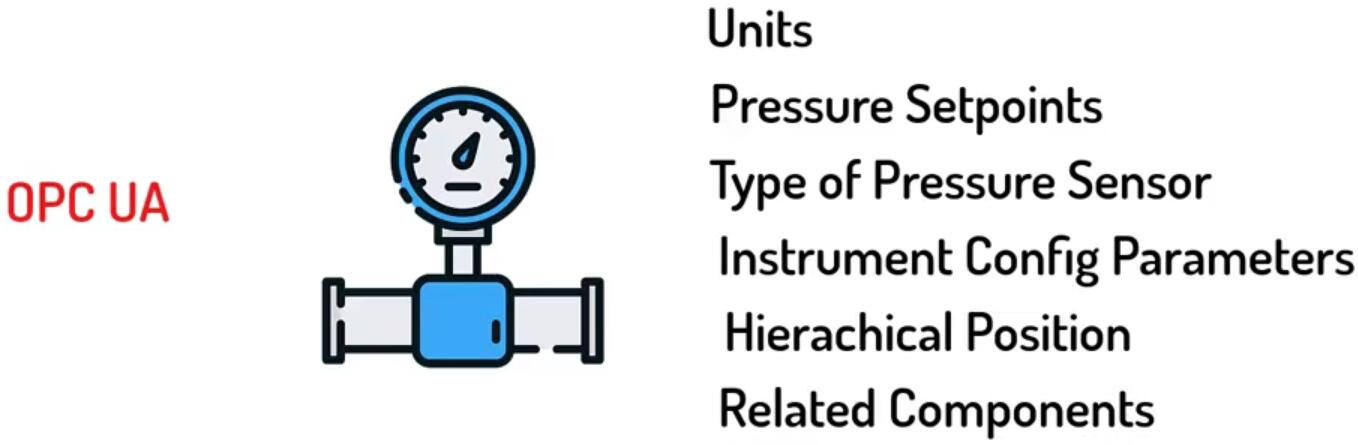 Units
Pressure Setpoints
OPC UA
Type of Pressure Sensor
Instrument Config Parameters
Hierachical Position
Related Components